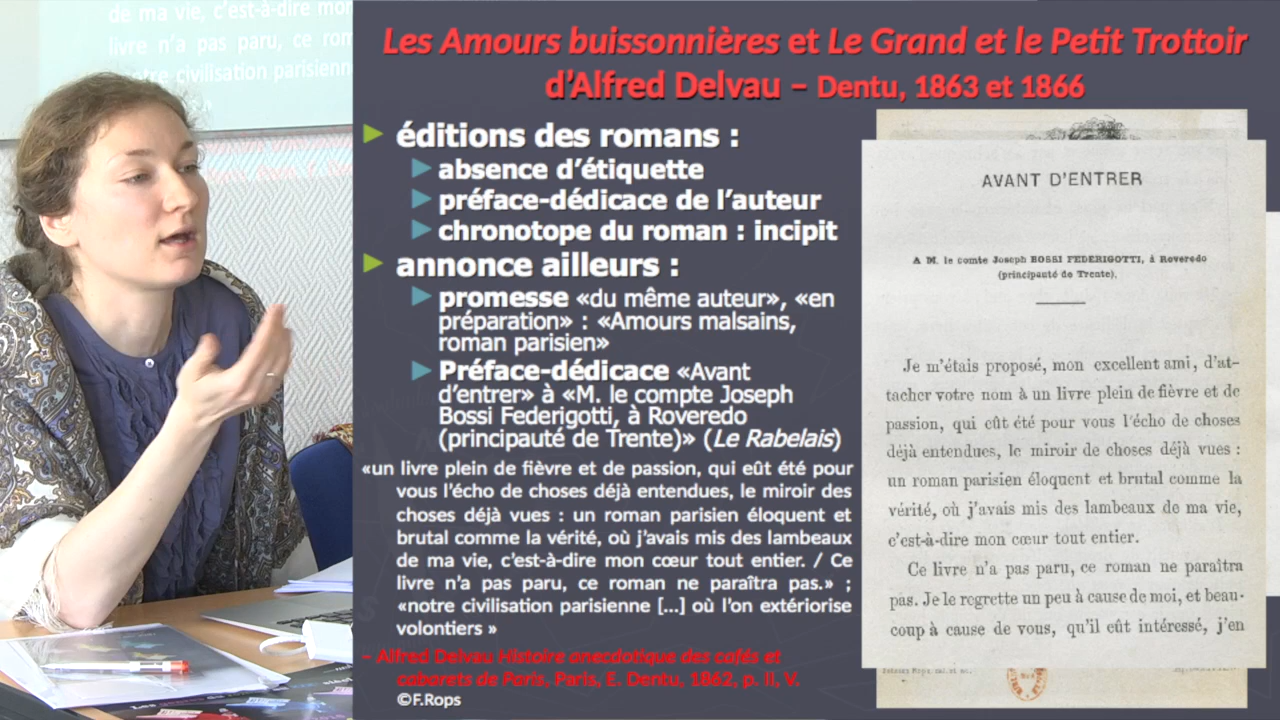 de ma vie, c'est-à-dire mon
livre n'a pas paru, ce rom
notre civilisation parisienn
Les Amours buissonnières et Le Grand et le Petit Trottoir
d'Alfred Delvau – Dentu, 1863 et 1866
éditions des romans :
absence d'étiquette
préface-dédicace de l'auteur
chronotope du roman : incipit
annonce ailleurs :
promesse «du même auteur», «en
préparation» : «Amours malsains,
roman parisien»
Préface-dédicace «Avant
d'entrer» à «M. le compte Joseph
Bossi Federigotti, à Roveredo
(principauté de Trente)» (Le Rabelais)
«un livre plein de fièvre et de passion, qui eût été pour
vous l'écho de choses déjà entendues, le miroir des
choses déjà vues : un roman parisien éloquent et
brutal comme la vérité, où j'avais mis des lambeaux
de ma vie, c'est-à-dire mon cœur tout entier. / Ce
livre n'a pas paru, ce roman ne paraîtra pas.» ;
«notre civilisation parisienne [...] où l'on extériorise
volontiers »
– Alfred Delvau Histoire anecdotique des cafés et
cabarets de Paris, Paris, E. Dentu, 1862, p. II, V.
©F.Rops
AVANT D'ENTRER
A M. le comte Joseph BOSSI FEDERIGOTTI, à Roveredo
(principauté de Trente).
Je m'étais proposé, mon excellent ami, d'at-
tacher votre nom à un livre plein de fièvre et de
passion, qui eût été pour vous l'écho de choses
déjà entendues, le miroir de choses déjà vues :
un roman parisien éloquent et brutal comme la
vérité, où j'avais mis des lambeaux de ma vie,
c'est-à-dire mon cœur tout entier.
Ce livre n'a pas paru, ce roman ne paraîtra
pas. Je le regrette un peu à cause de moi, et beau-
coup à cause de vous, qu'il eût intéressé, j'en